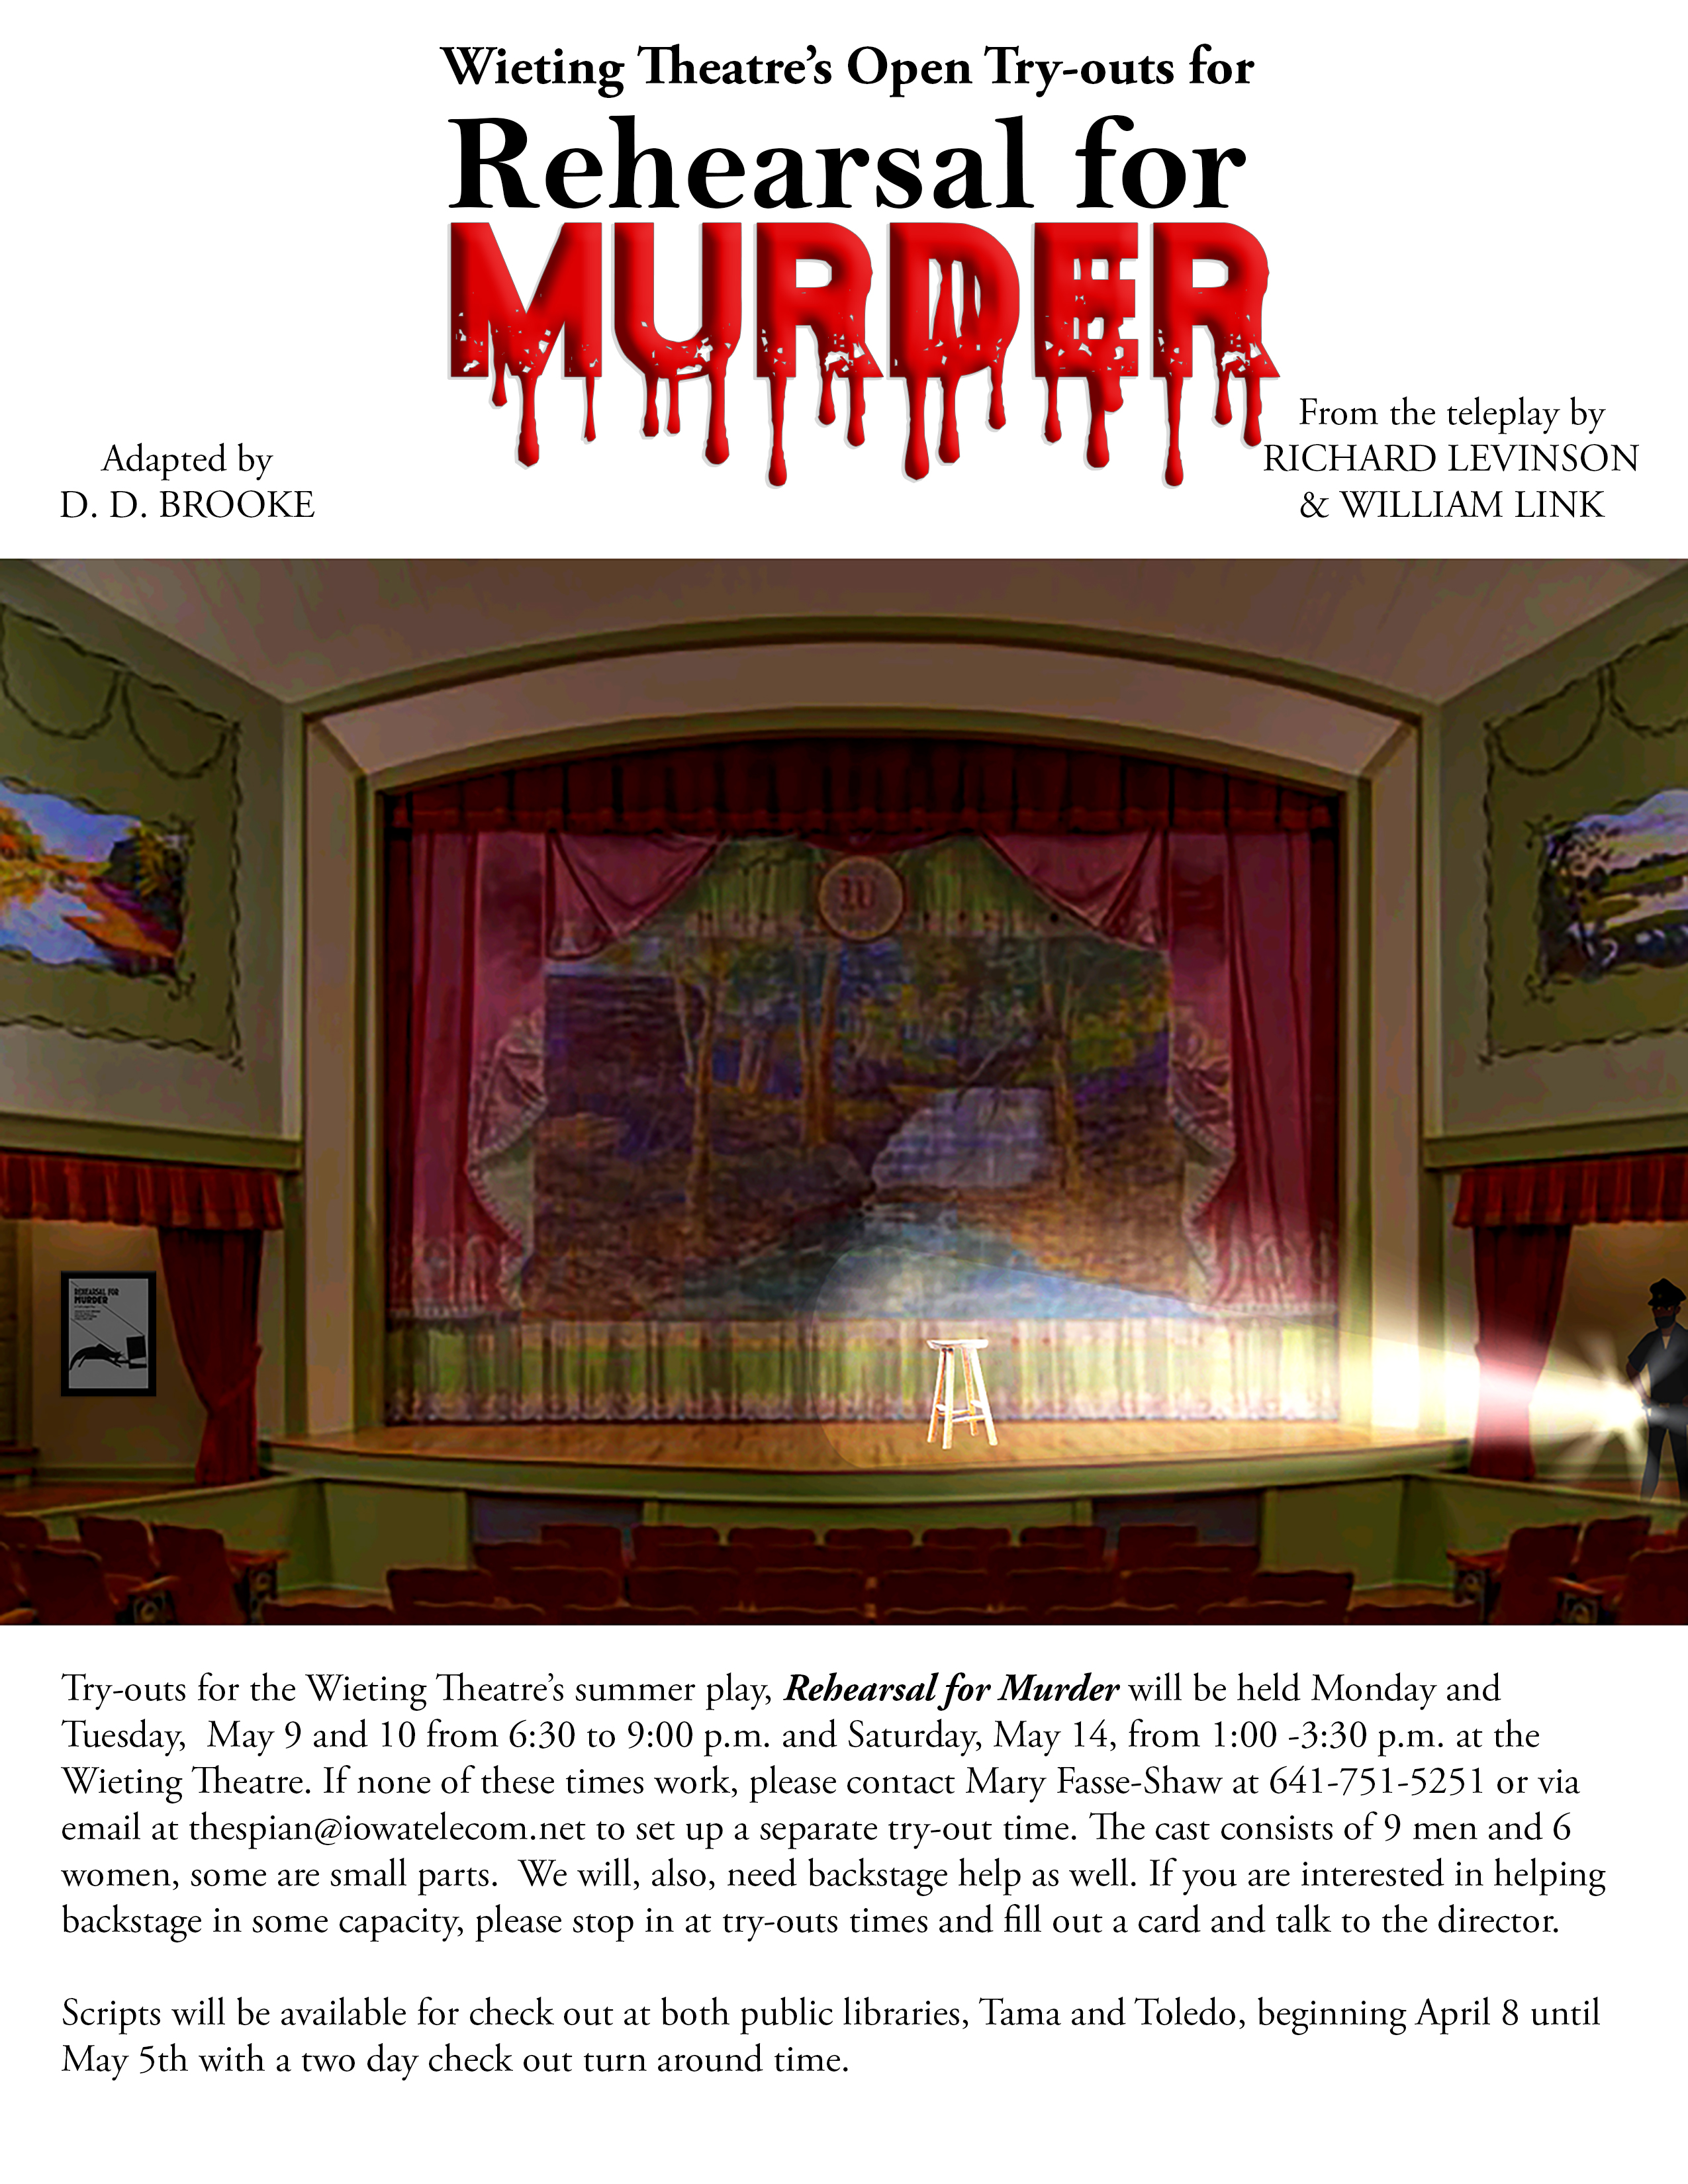 Wieting Theatre's Open Try-outs for
Rehearsal for
MURDER
Adapted by
D. D. BROOKE
From the teleplay by
RICHARD LEVINSON
& WILLIAM LINK
W
REHEARSAL FOR
MURDER
Try-outs for the Wieting Theatre's summer play, Rehearsal for Murder will be held Monday and
Tuesday,  May 9 and 10 from 6:30 to 9:00 p.m. and Saturday, May 14, from 1:00 -3:30 p.m. at the
Wieting Theatre. If none of these times work, please contact Mary Fasse-Shaw at 641-751-5251 or via
email at thespian@iowatelecom.net to set up a separate try-out time. The cast consists of 9 men and 6
women, some are small parts.  We will, also, need backstage help as well. If you are interested in helping
backstage in some capacity, please stop in at try-outs times and fill out a card and talk to the director.
Scripts will be available for check out at both public libraries, Tama and Toledo, beginning April 8 until
May 5th with a two day check out turn around time.